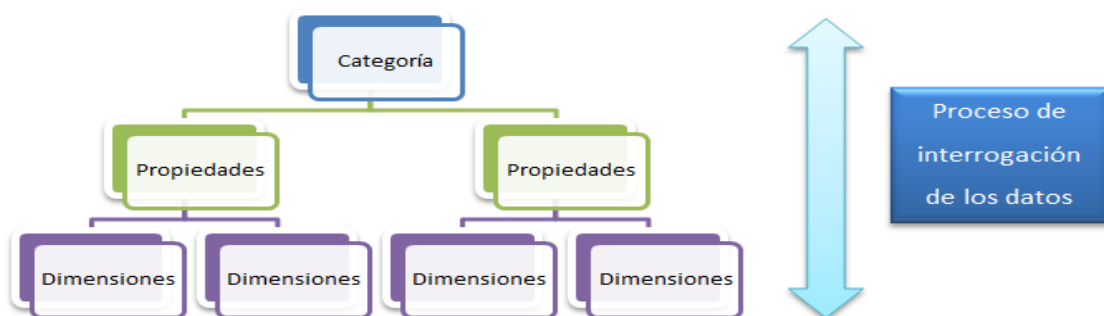 Categoría
Propiedades
Propiedades
Dimensiones
Dimensiones
Dimensiones
Dimensiones
Proceso de
interrogación
de los datos